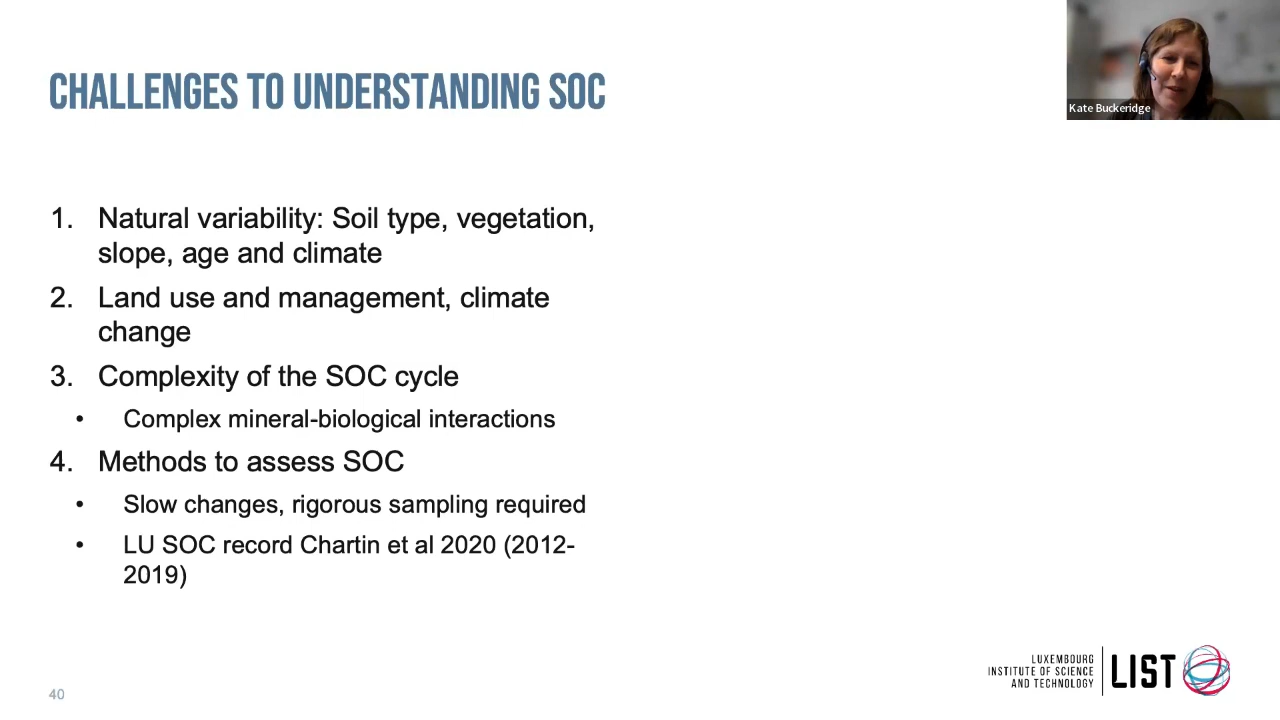 CHALLENGES TO UNDERSTANDING SOC
Kate Buckeridge
1. Natural variability: Soil type, vegetation,
slope, age and climate
2. Land use and management, climate
change
3. Complexity of the SOC cycle
• Complex mineral-biological interactions
4. Methods to assess SOC
• Slow changes, rigorous sampling required
• LU SOC record Chartin et al 2020 (2012-
2019)
LUXEMBOURG
INSTITUTE OF SCIENCE
AND TECHNOLOGY
LIST
40